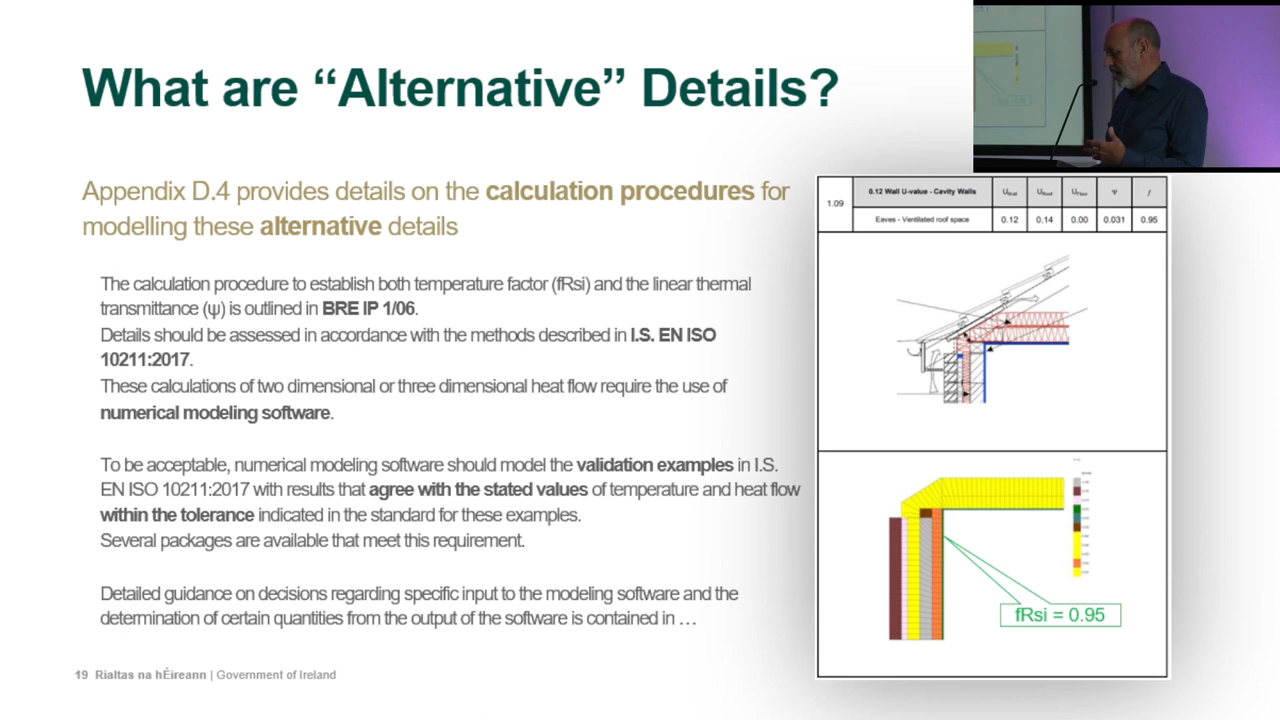 What are “Alternative” Details?
Appendix D.4 provides details on the calculation procedures for
modelling these alternative details
The calculation procedure to establish both temperature factor (fRsi) and the linear thermal
transmittance (ψ) is outlined in BRE IP 1/06.
Details should be assessed in accordance with the methods described in I.S. EN ISO
10211:2017.
These calculations of two dimensional or three dimensional heat flow require the use of
numerical modeling software.
To be acceptable, numerical modeling software should model the validation examples in I.S.
EN ISO 10211:2017 with results that agree with the stated values of temperature and heat flow
within the tolerance indicated in the standard for these examples.
Several packages are available that meet this requirement.
Detailed guidance on decisions regarding specific input to the modeling software and the
determination of certain quantities from the output of the software is contained in …
1.09 0.12 Wall U-value - Cavity Walls UWall URoof UFloor Ψ f
Eaves - Ventilated roof space 0.12 0.14 0.00 0.031 0.95
fRsi = 0.95
19 Rialtas na hÉireann | Government of Ireland